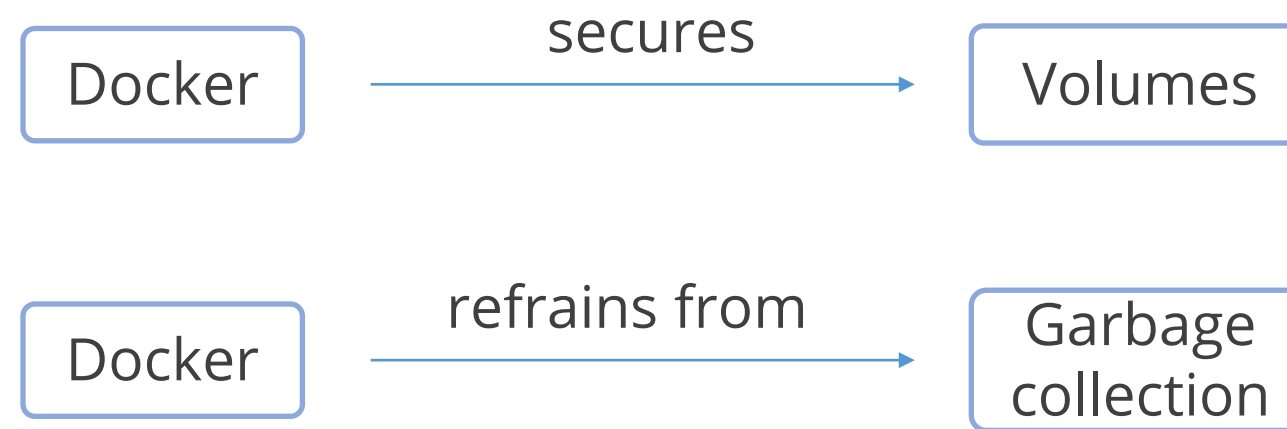 secures
Docker
Volumes
refrains from
Docker
Garbage
collection